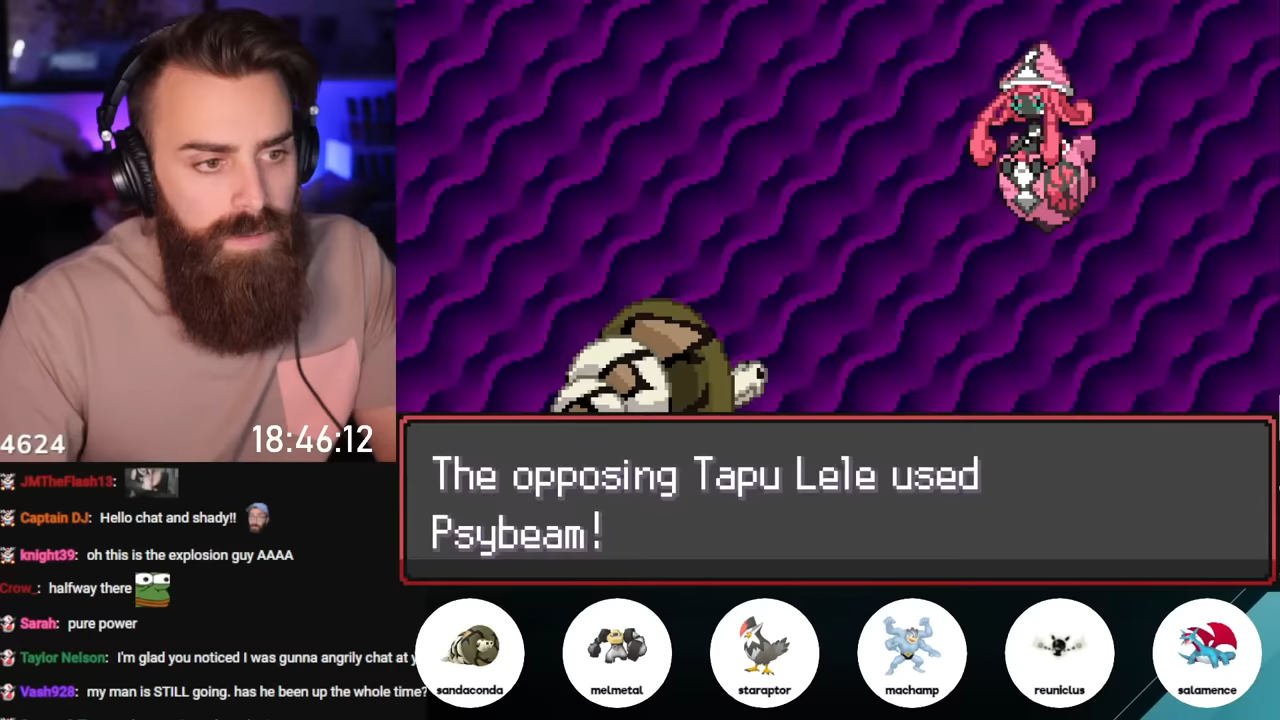 4624
18:46:12
JMTheFlash13:
Captain DJ: Hello chat and shady!!
knight39: oh this is the explosion guy AAAA
Crow_: halfway there
Sarah: pure power
Taylor Nelson: I'm glad you noticed I was gunna angrily chat at y
Vash928: my man is STILL going. has he been up the whole time?
The opposing Tapu Lele used
Psybeam!
sandaconda
melmetal
staraptor
machamp
reuniclus
salamence